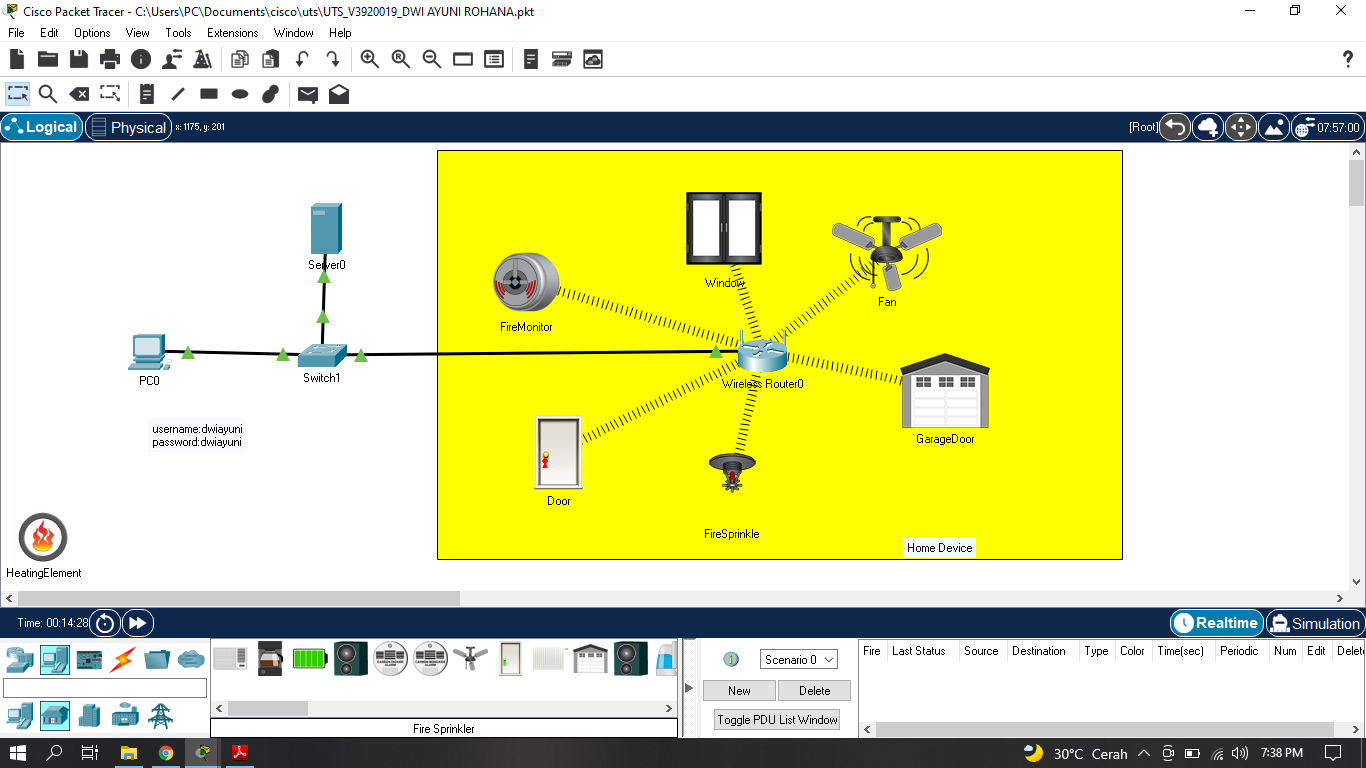 Cisco Packet Tracer - C:\Users\PC\Documents\cisco\uts\UTS_V3920019_DWI AYUNI ROHANA.pkt
File Edit Options View Tools Extensions Window Help
Logical Physical x: 1175, y: 201 [Root] 07:57:00
Server0
Window
Fan
FireMonitor
PC0
Switch1
Wireless Router0
username:dwiayuni
password:dwiayuni
GarageDoor
Door
FireSprinkle
Home Device
HeatingElement
Time: 00:14:28 Realtime Simulation
Scenario 0
New Delete
Toggle PDU List Window
Fire Last Status Source Destination Type Color Time(sec) Periodic Num Edit Delet
Fire Sprinkler
30°C Cerah 7:38 PM